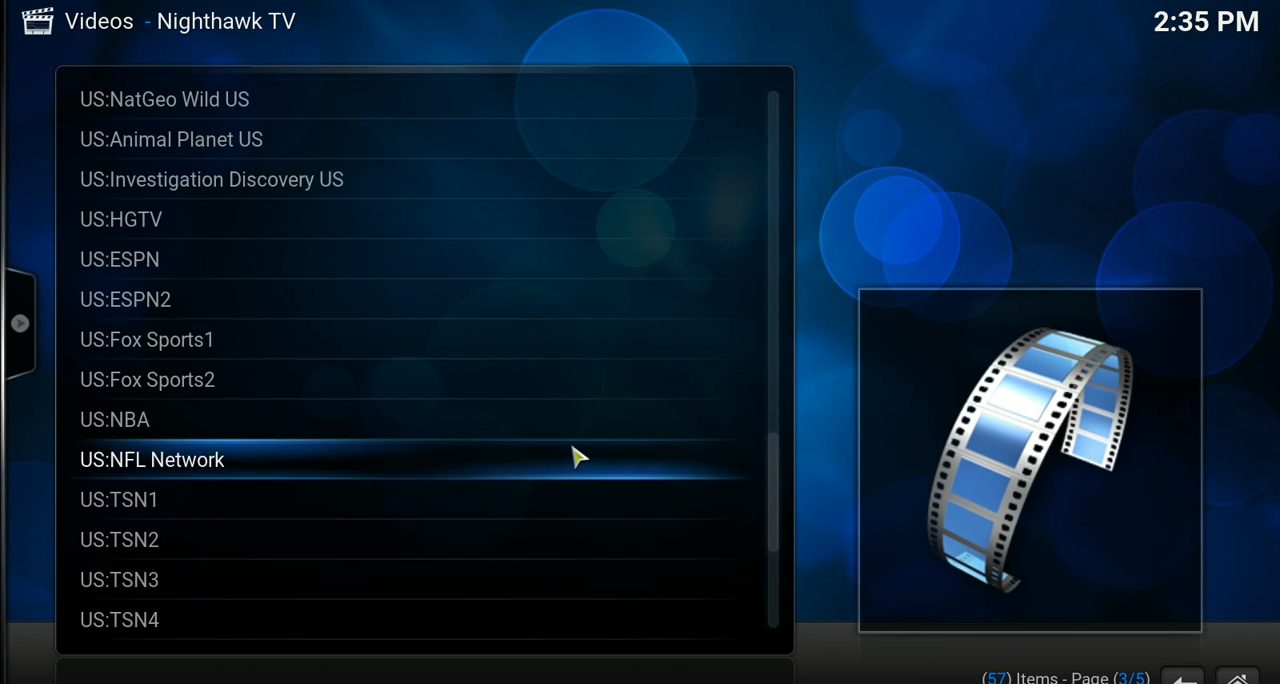 Videos - Nighthawk TV
2:35 PM
US:NatGeo Wild US
US:Animal Planet US
US:Investigation Discovery US
US:HGTV
US:ESPN
US:ESPN2
US:Fox Sports1
US:Fox Sports2
US:NBA
US:NFL Network
US:TSN1
US:TSN2
US:TSN3
US:TSN4
(57) Items - Page (3/5)